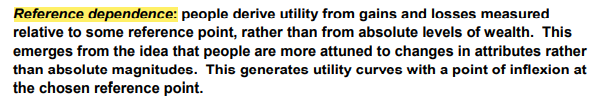 Reference dependence: people derive utility from gains and losses measured
relative to some reference point, rather than from absolute levels of wealth. This
emerges from the idea that people are more attuned to changes in attributes rather
than absolute magnitudes. This generates utility curves with a point of inflexion at
the chosen reference point.